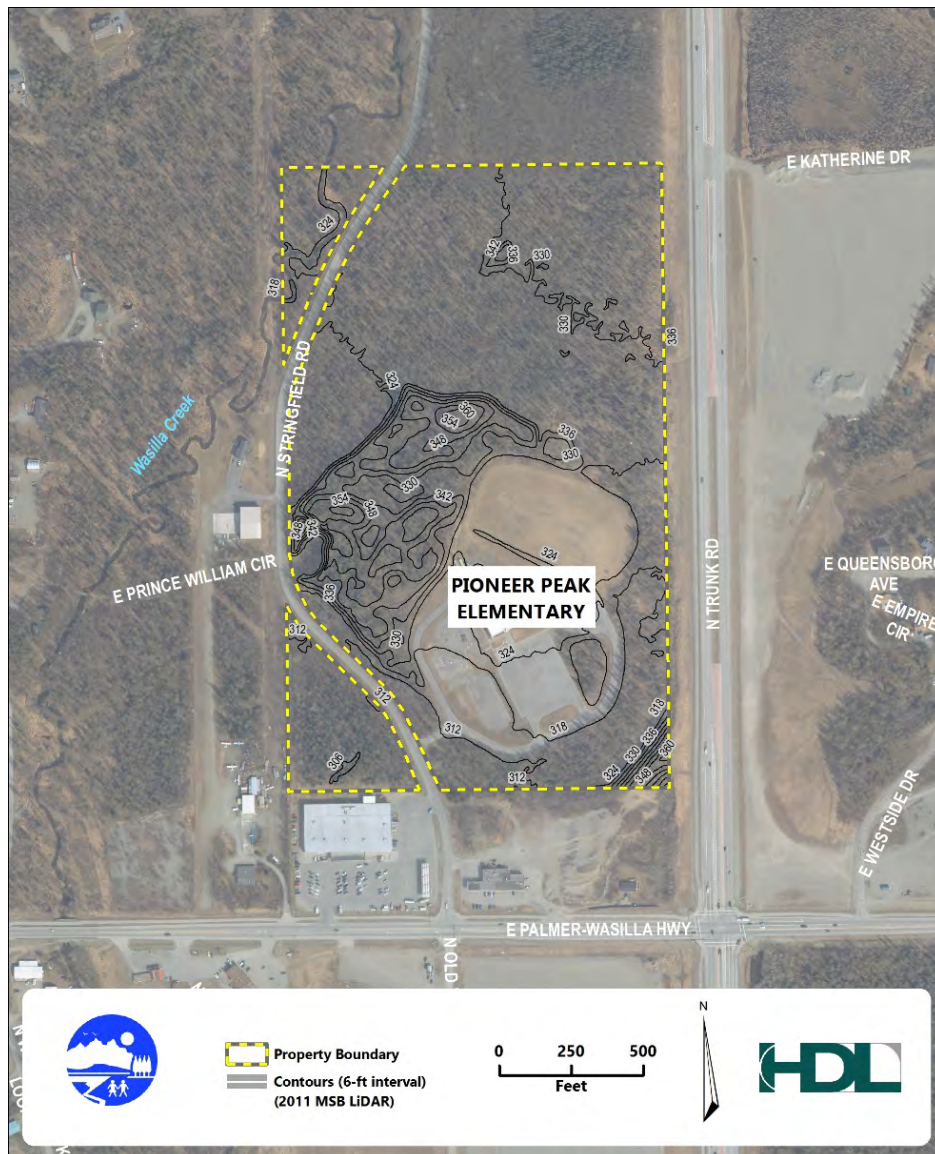 E KATHERINE DR
324
342
336
330
318
330
336
N STRINGFIELD RD
324
360
354
Wasilla Creek
348
336
330
330
354
348
342
348
342
324
N TRUNK RD
E PRINCE WILLIAM CIR
E QUEENSBORO
AVE
E EMPIRE
CIR
PIONEER PEAK
ELEMENTARY
336
330
324
312
312
312
318
318
336
330
360
306
312
324
348
E WESTSIDE DR
E PALMER-WASILLA HWY
N OLD
Property Boundary
Contours (6-ft interval)
(2011 MSB LiDAR)
0 250 500
Feet
N
HDL